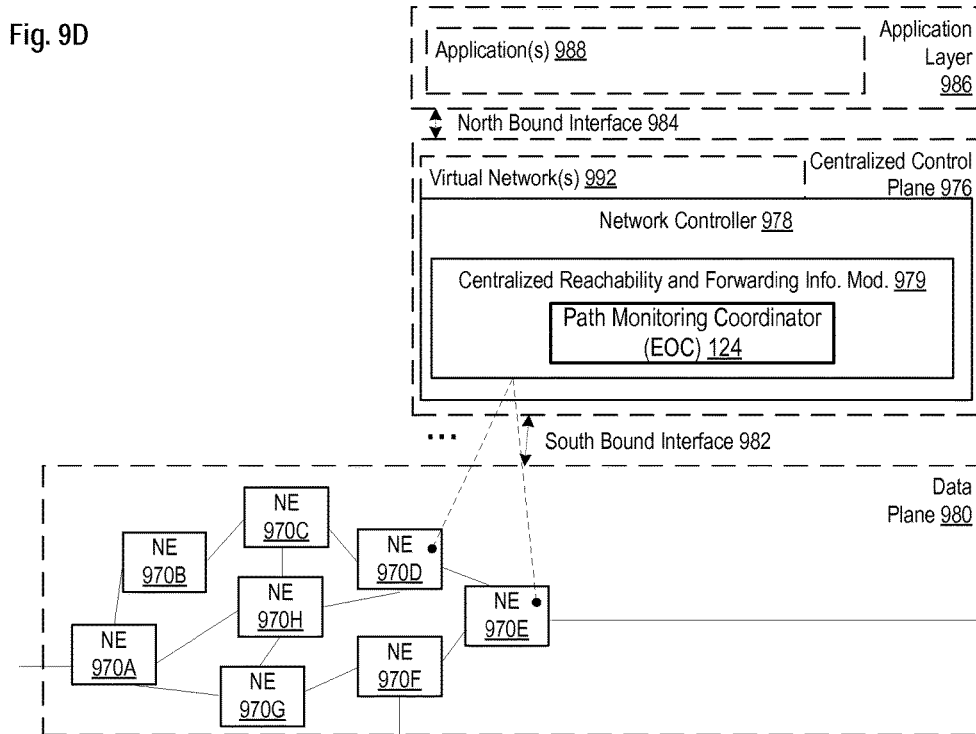 Fig. 9D
Application(s) 988
Application
Layer
986
North Bound Interface 984
Virtual Network(s) 992
Centralized Control
Plane 976
Network Controller 978
Centralized Reachability and Forwarding Info. Mod. 979
Path Monitoring Coordinator
(EOC) 124
...
South Bound Interface 982
Data
Plane 980
NE
970C
NE
970B
NE
970D
NE
970H
NE
970E
NE
970A
NE
970F
NE
970G